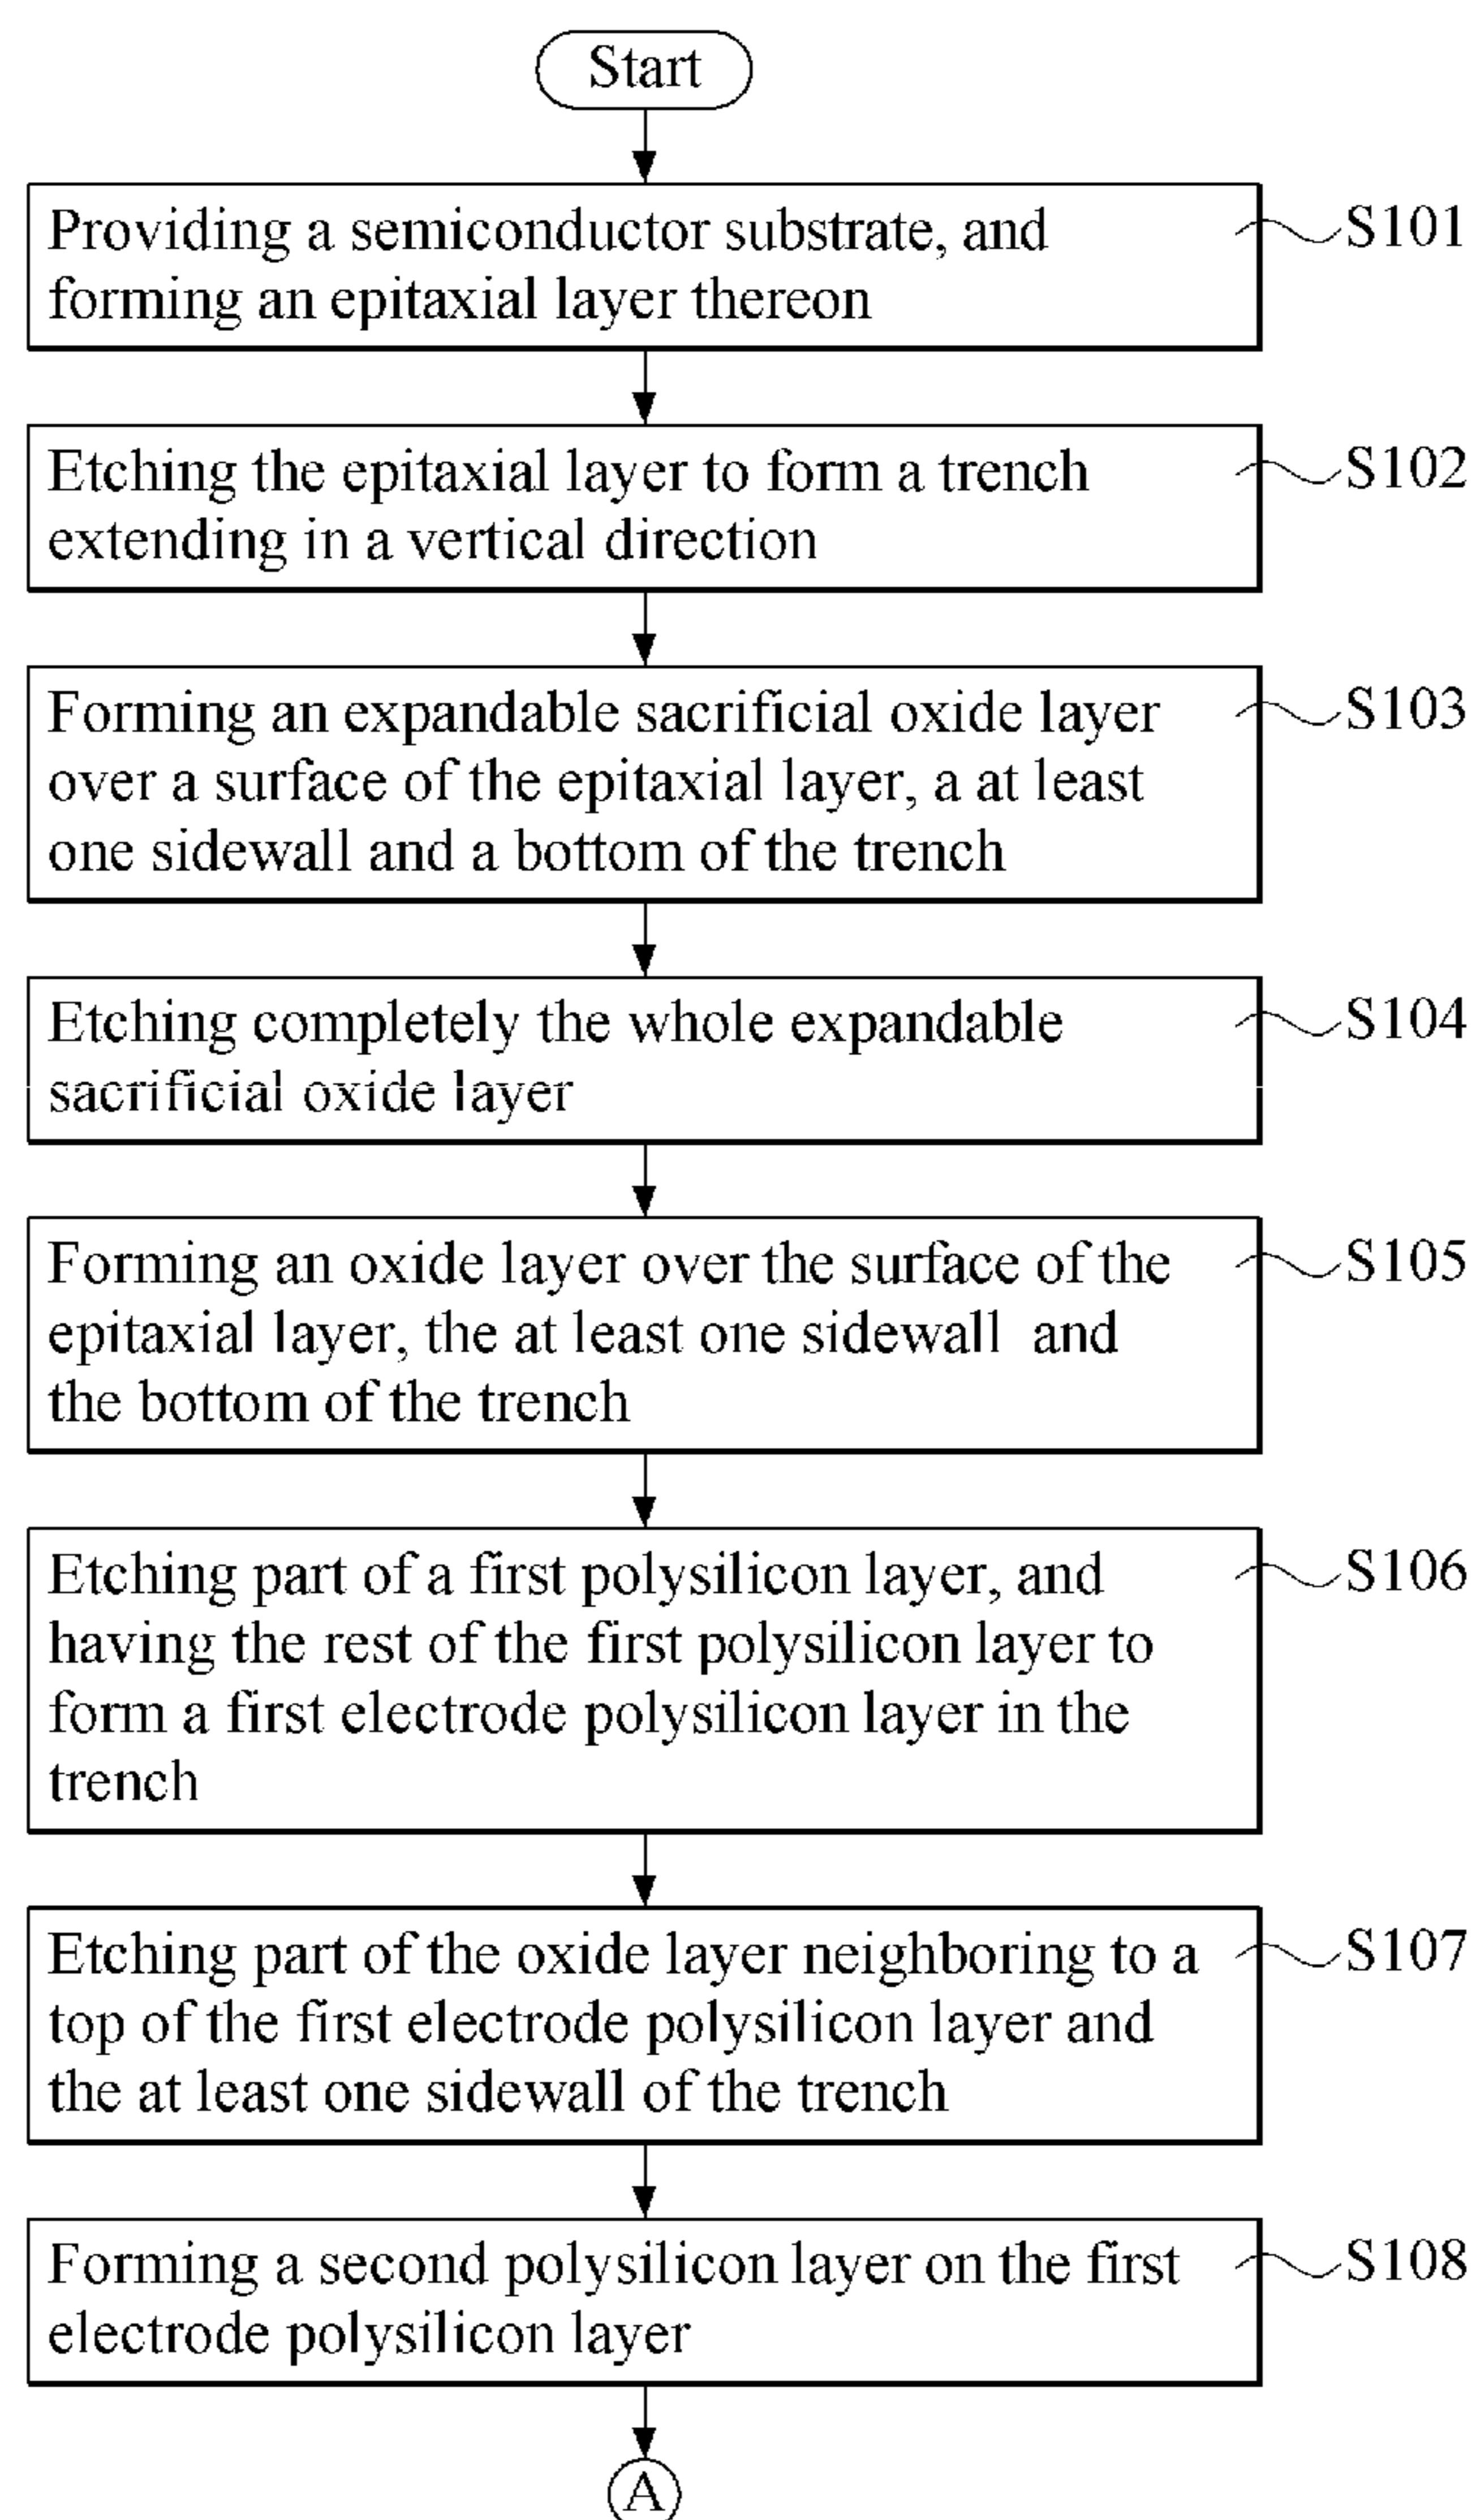 Start
Providing a semiconductor substrate, and
forming an epitaxial layer thereon
S101
Etching the epitaxial layer to form a trench
extending in a vertical direction
S102
Forming an expandable sacrificial oxide layer
over a surface of the epitaxial layer, a at least
one sidewall and a bottom of the trench
S103
Etching completely the whole expandable
sacrificial oxide layer
S104
Forming an oxide layer over the surface of the
epitaxial layer, the at least one sidewall and
the bottom of the trench
S105
Etching part of a first polysilicon layer, and
having the rest of the first polysilicon layer to
form a first electrode polysilicon layer in the
trench
S106
Etching part of the oxide layer neighboring to a
top of the first electrode polysilicon layer and
the at least one sidewall of the trench
S107
Forming a second polysilicon layer on the first
electrode polysilicon layer
S108
A